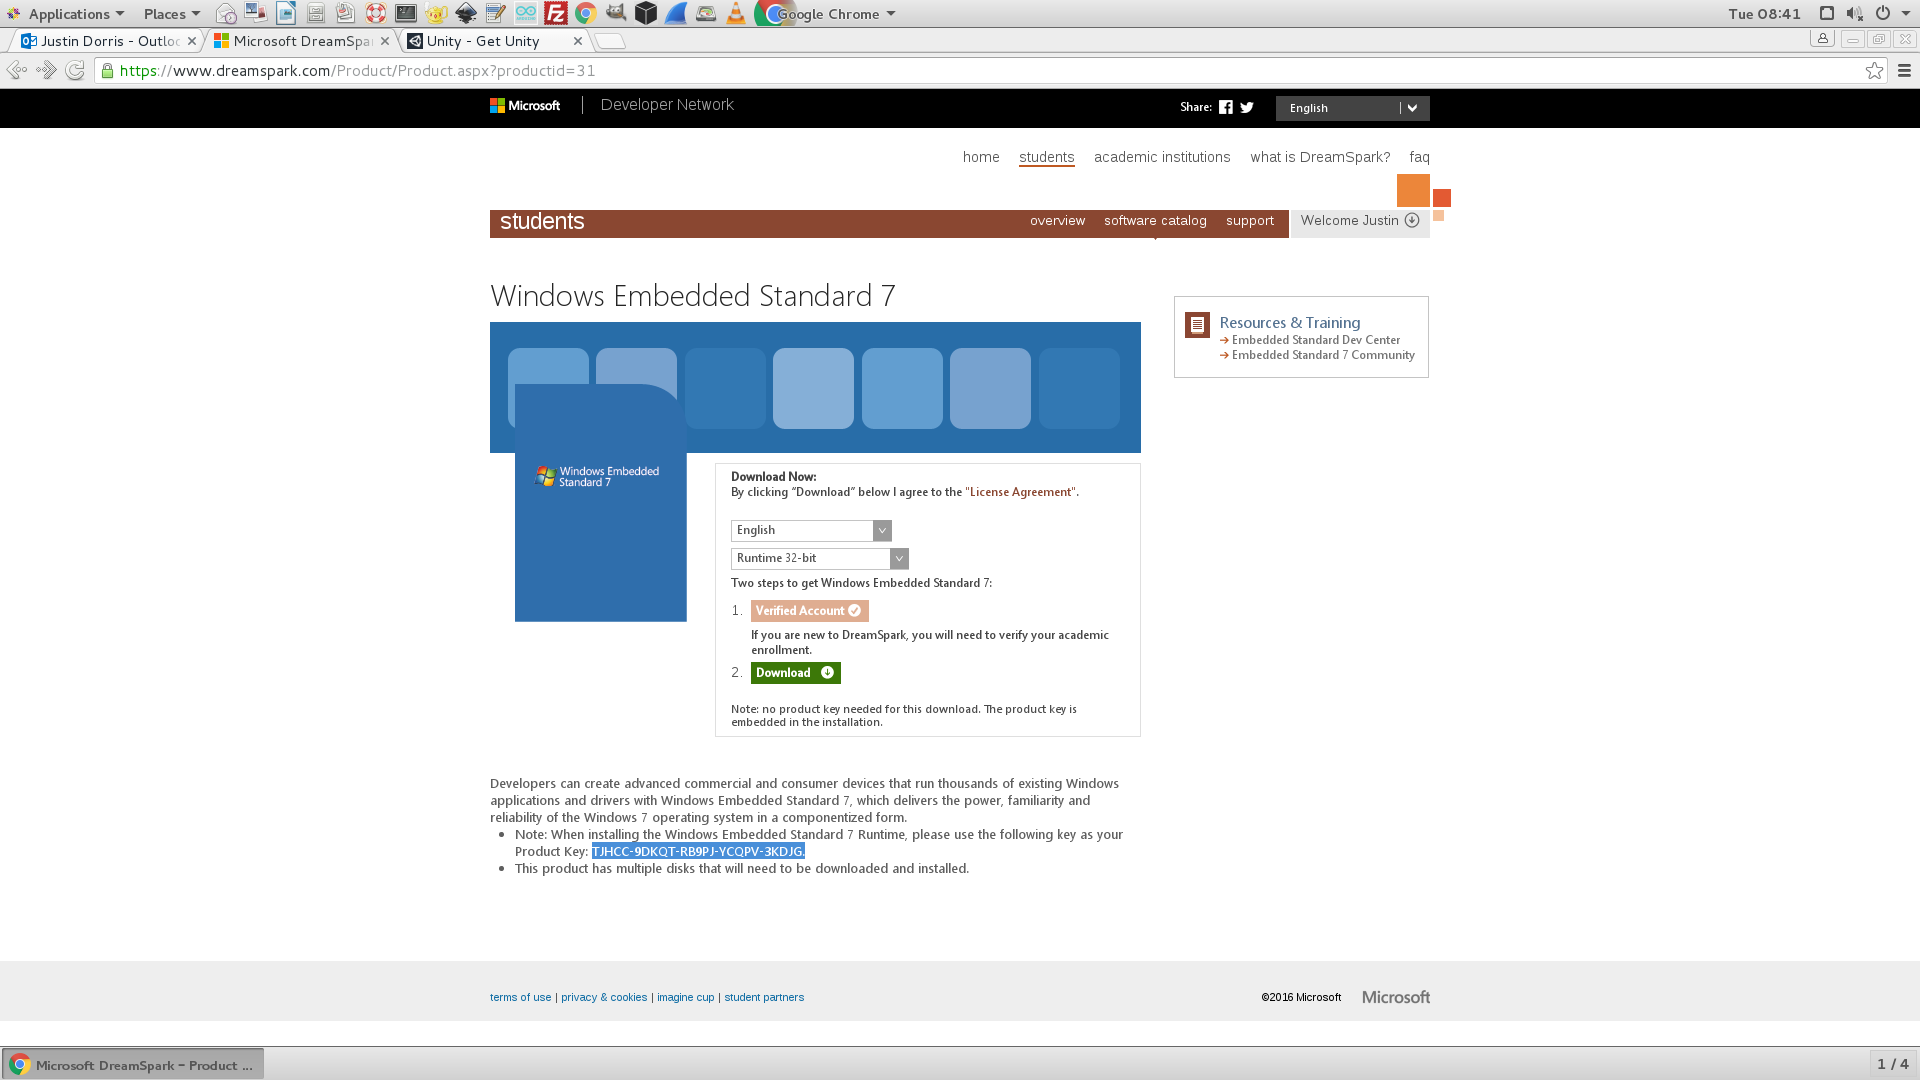 Applications Places Google Chrome Tue 08:41
Justin Dorris - Outlo Microsoft DreamSpa Unity - Get Unity
https://www.dreamspark.com/Product/Product.aspx?productid=31
Microsoft Developer Network Share: English
home students academic institutions what is DreamSpark? faq
students overview software catalog support Welcome Justin
Windows Embedded Standard 7
Resources & Training
Embedded Standard Dev Center
Embedded Standard 7 Community
Windows Embedded
Standard 7
Download Now:
By clicking “Download” below I agree to the "License Agreement".
English
Runtime 32-bit
Two steps to get Windows Embedded Standard 7:
1. Verified Account
If you are new to DreamSpark, you will need to verify your academic
enrollment.
2. Download
Note: no product key needed for this download. The product key is
embedded in the installation.
Developers can create advanced commercial and consumer devices that run thousands of existing Windows
applications and drivers with Windows Embedded Standard 7, which delivers the power, familiarity and
reliability of the Windows 7 operating system in a componentized form.
Note: When installing the Windows Embedded Standard 7 Runtime, please use the following key as your
Product Key: TJHCC-9DKQT-RB9PJ-YCQPV-3KDJG.
This product has multiple disks that will need to be downloaded and installed.
terms of use | privacy & cookies | imagine cup | student partners ©2016 Microsoft Microsoft
Microsoft DreamSpark - Product ... 1 / 4